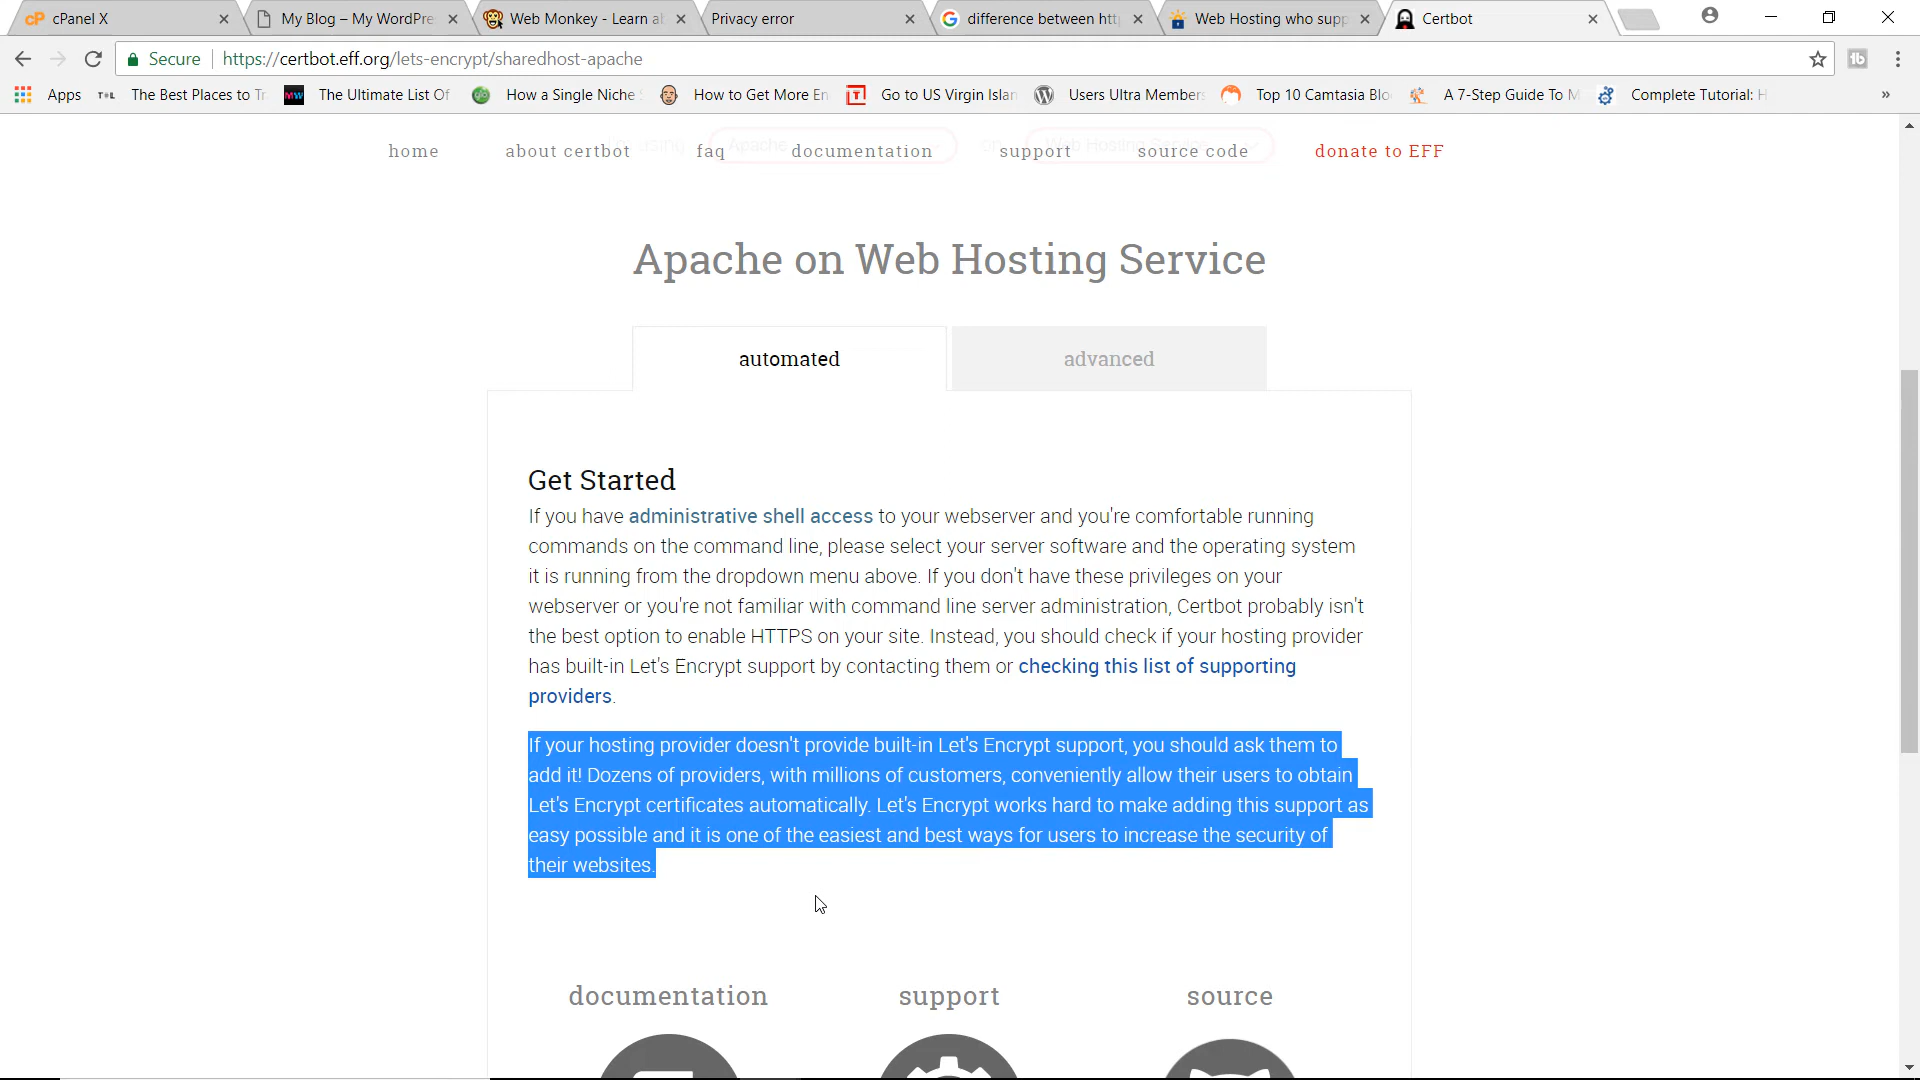 cPanel X
My Blog – My WordPre
Web Monkey - Learn a
Privacy error
difference between htt
Web Hosting who supp
Certbot
Secure
https://certbot.eff.org/lets-encrypt/sharedhost-apache
Apps
The Best Places to Tr
The Ultimate List Of
How a Single Niche
How to Get More En
Go to US Virgin Islan
Users Ultra Members
Top 10 Camtasia Blo
A 7-Step Guide To M
Complete Tutorial: H
»
Apache
Web Hosting Service
home
about certbot
faq
documentation
support
source code
donate to EFF
Apache on Web Hosting Service
automated
advanced
Get Started
If you have administrative shell access to your webserver and you're comfortable running
commands on the command line, please select your server software and the operating system
it is running from the dropdown menu above. If you don't have these privileges on your
webserver or you're not familiar with command line server administration, Certbot probably isn't
the best option to enable HTTPS on your site. Instead, you should check if your hosting provider
has built-in Let's Encrypt support by contacting them or checking this list of supporting
providers.
If your hosting provider doesn't provide built-in Let's Encrypt support, you should ask them to
add it! Dozens of providers, with millions of customers, conveniently allow their users to obtain
Let's Encrypt certificates automatically. Let's Encrypt works hard to make adding this support as
easy possible and it is one of the easiest and best ways for users to increase the security of
their websites.
documentation
support
source